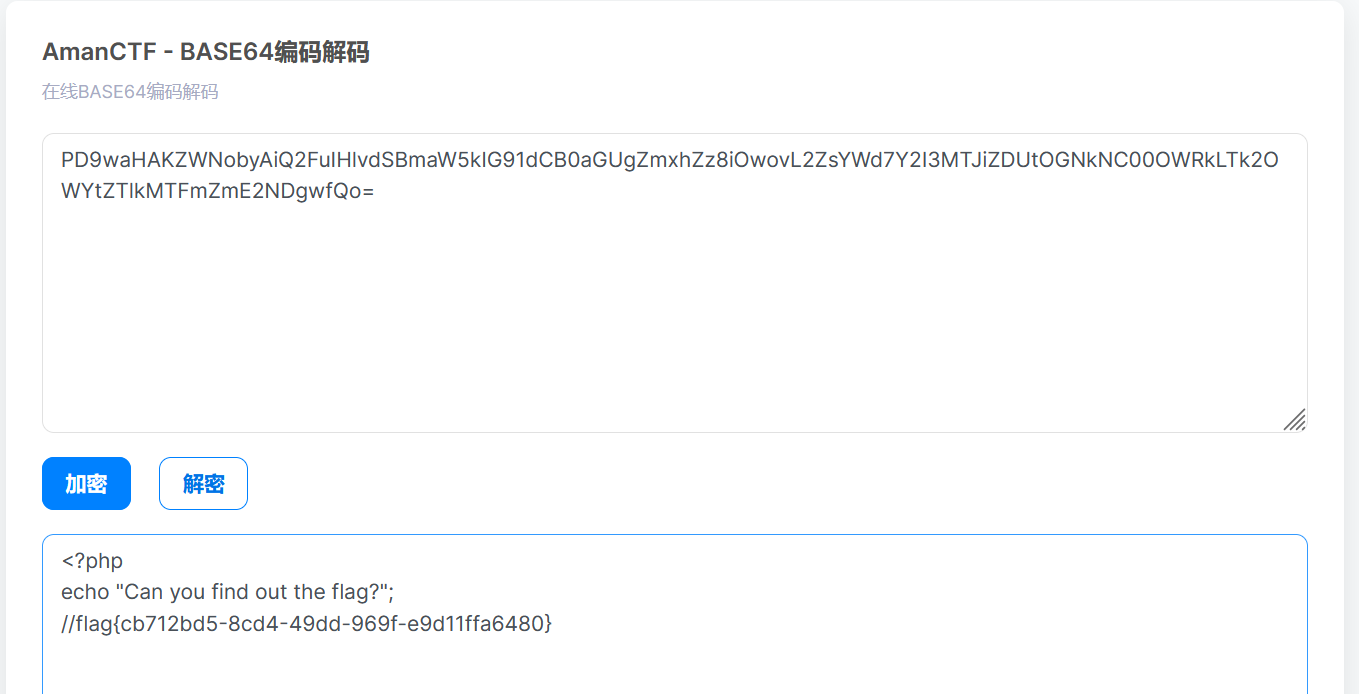 AmanCTF - BASE64编码解码
在线BASE64编码解码
PD9waHAKZWNobyAiQ2FuIHlvdSBmaW5kIG91dCB0aGUgZmxhZz8iOwovL2ZsYWd7Y2I3MTJiZDUtOGNkNC00OWRkLTk2O
WYtZTlkMTFmZmE2NDgwfQo=
加密
解密
<?php
echo "Can you find out the flag?";
//flag{cb712bd5-8cd4-49dd-969f-e9d11ffa6480}